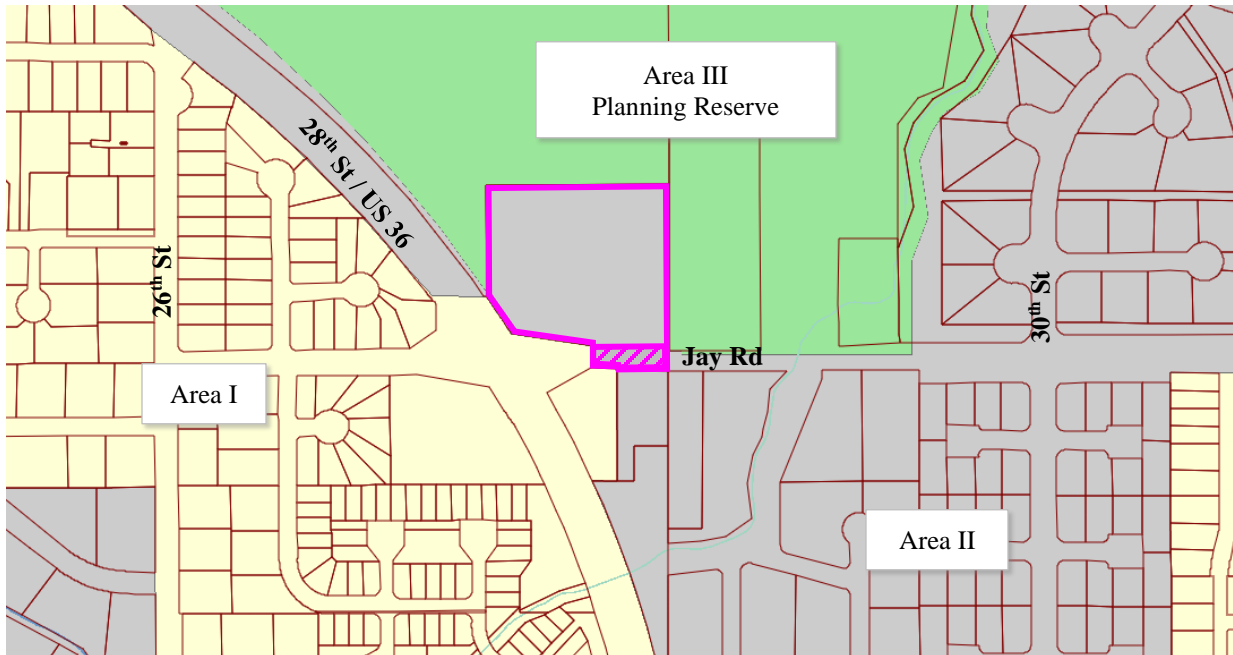 Area III
Planning Reserve
28th St / US 36
26th St
30th St
Jay Rd
Area I
Area II